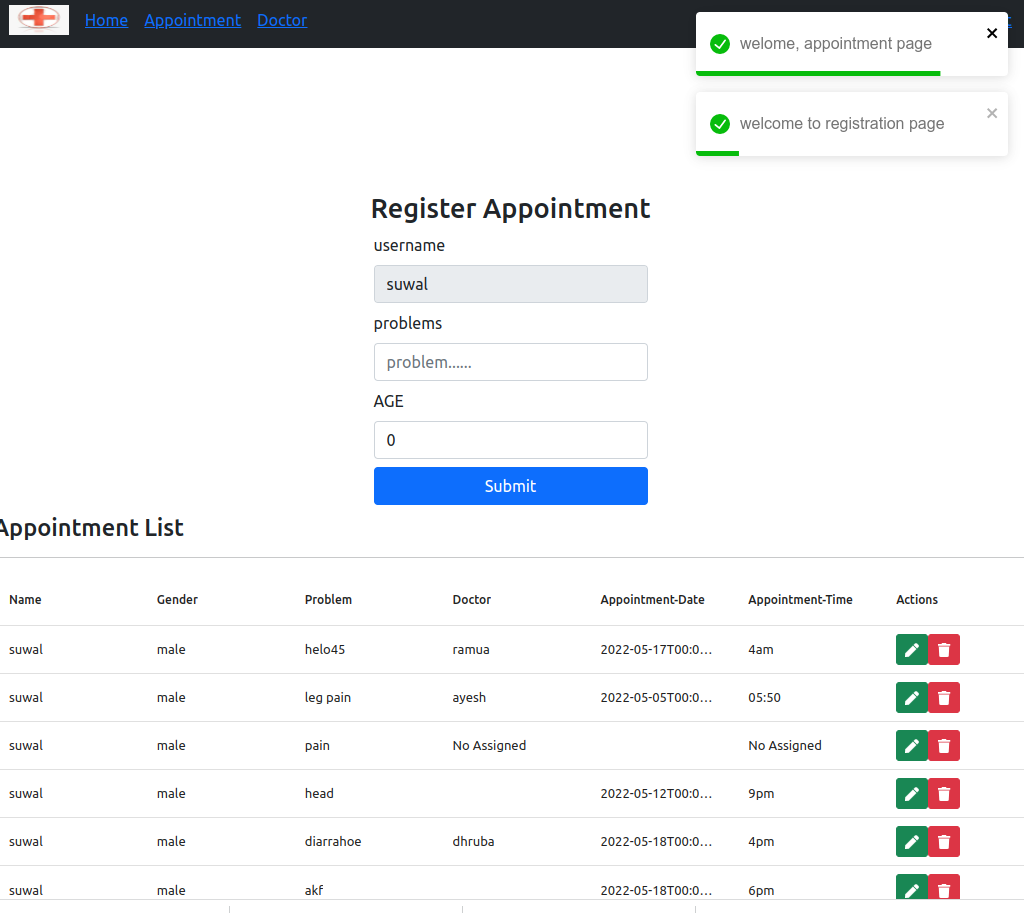 Home Appointment Doctor
welome, appointment page
welcome to registration page
Register Appointment
username
suwal
problems
problem......
AGE
0
Submit
Appointment List
Name Gender Problem Doctor Appointment-Date Appointment-Time Actions
suwal male helo45 ramua 2022-05-17T00:0... 4am
suwal male leg pain ayesh 2022-05-05T00:0... 05:50
suwal male pain No Assigned No Assigned
suwal male head 2022-05-12T00:0... 9pm
suwal male diarrahoe dhruba 2022-05-18T00:0... 4pm
suwal male akf 2022-05-18T00:0... 6pm